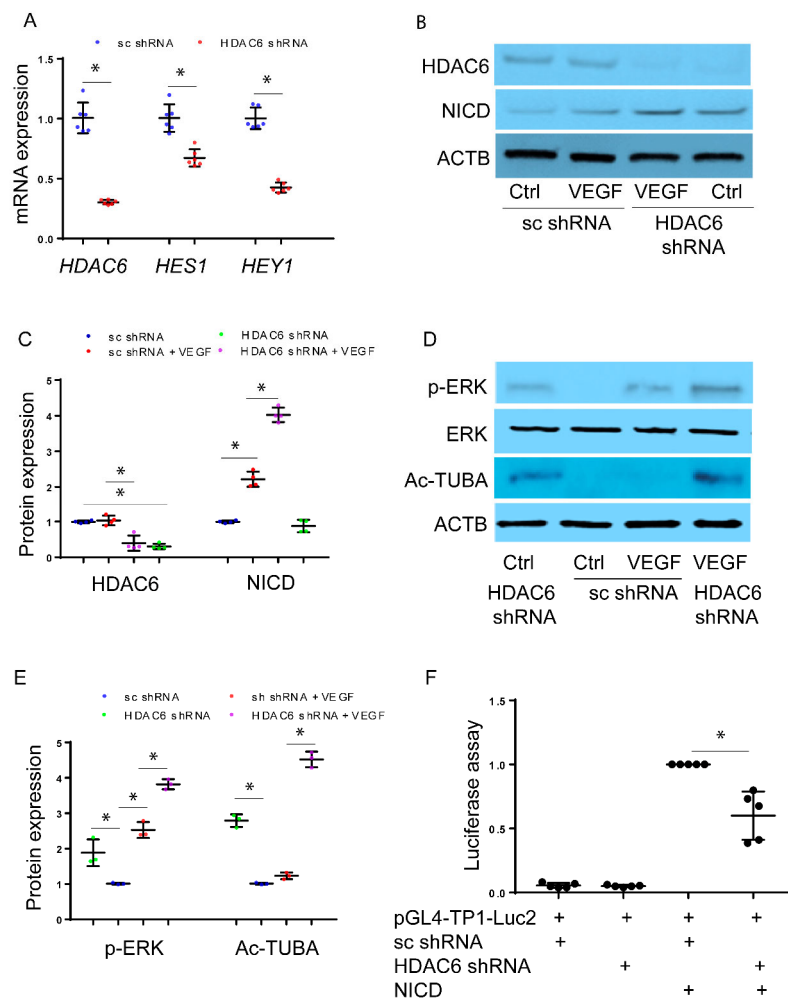 A
sc shRNA HDAC6 shRNA
mRNA expression
1.5
1.0
0.5
0.0
* * *
HDAC6 HES1 HEY1
B
HDAC6
NICD
ACTB
Ctrl VEGF VEGF Ctrl
sc shRNA HDAC6
shRNA
C
sc shRNA HDAC6 shRNA
sc shRNA + VEGF HDAC6 shRNA + VEGF
Protein expression
5
4
3
2
1
0
* * * *
HDAC6 NICD
D
p-ERK
ERK
Ac-TUBA
ACTB
Ctrl Ctrl VEGF VEGF
HDAC6 sc shRNA HDAC6
shRNA shRNA
E
sc shRNA sh shRNA + VEGF
HDAC6 shRNA HDAC6 shRNA + VEGF
Protein expression
5
4
3
2
1
0
* * * * *
p-ERK Ac-TUBA
F
Luciferase assay
1.5
1.0
0.5
0.0
*
pGL4-TP1-Luc2 + + + +
sc shRNA + +
HDAC6 shRNA + +
NICD + +